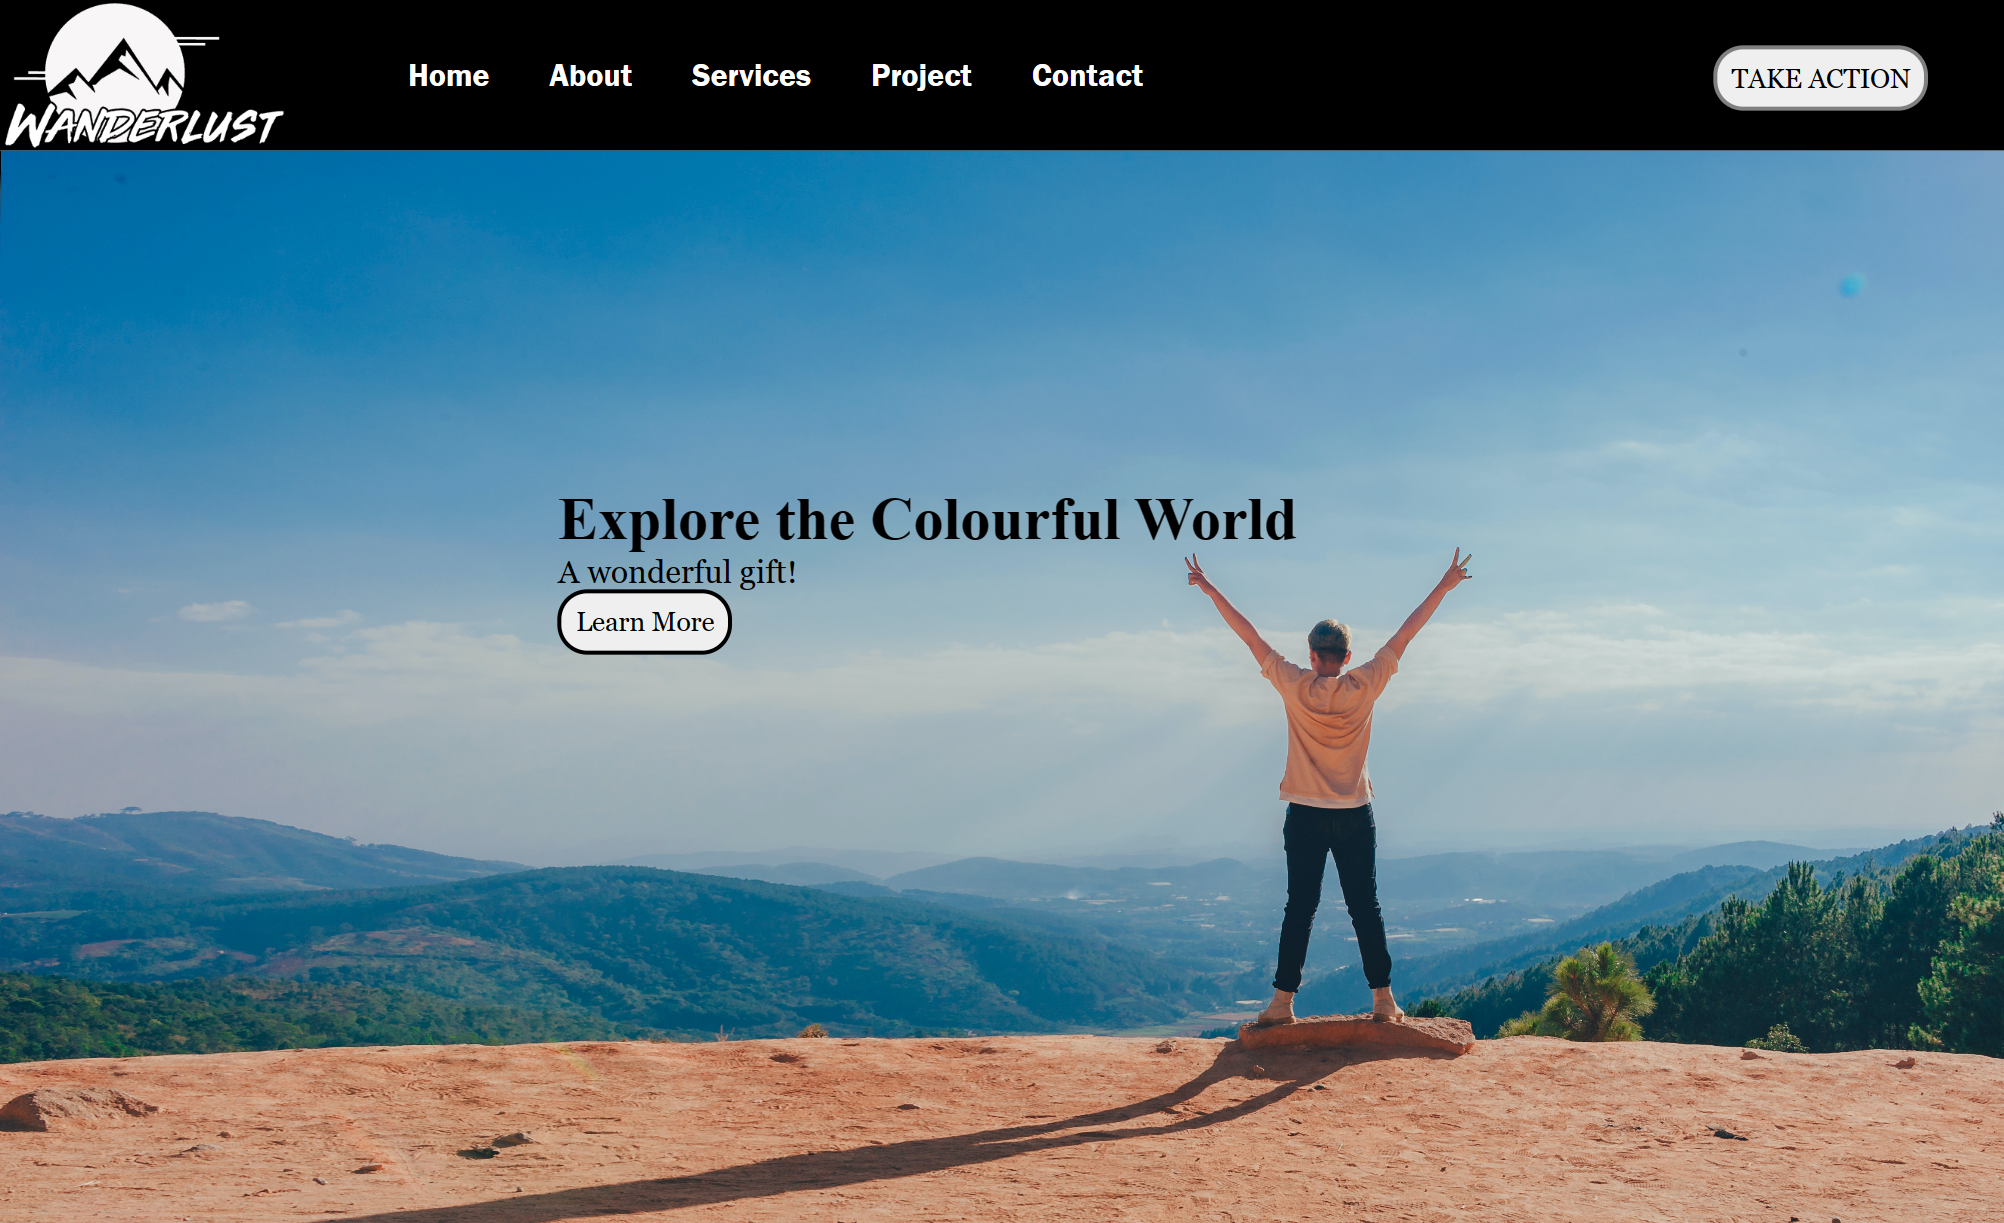 WANDERLUST
Home About Services Project Contact
TAKE ACTION
Explore the Colourful World
A wonderful gift!
Learn More